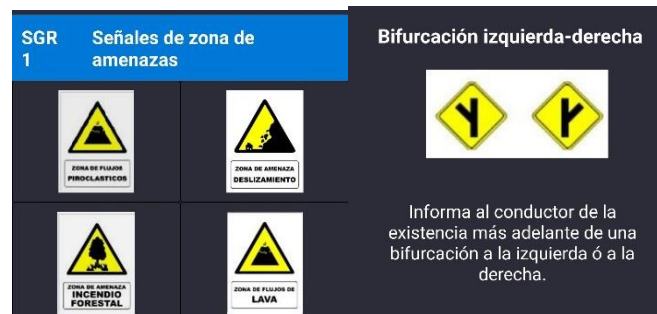 SGR 1
Señales de zona de
amenazas
ZONA DE FLUJOS
PIROCLASTICOS
ZONA DE AMENAZA
DESLIZAMIENTO
ZONA DE AMENAZA
INCENDIO
FORESTAL
ZONA DE FLUJOS DE
LAVA
Bifurcación izquierda-derecha
Informa al conductor de la
existencia más adelante de una
bifurcación a la izquierda ó a la
derecha.